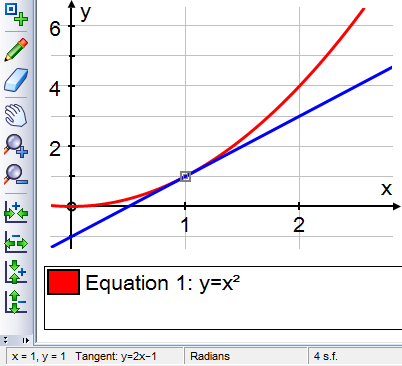 y
6
4
2
x
1
2
Equation 1: y=x²
x = 1, y = 1 Tangent: y=2x−1 Radians 4 s.f.